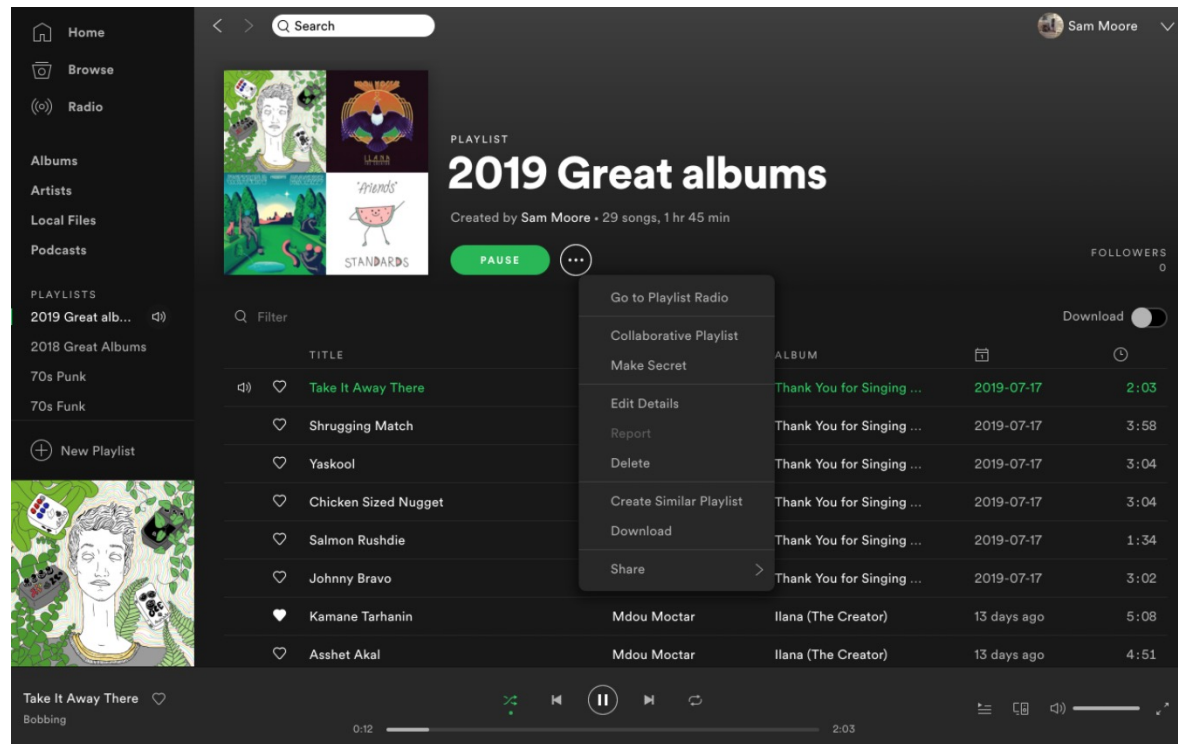 Home
Browse
Radio
Albums
Artists
Local Files
Podcasts
PLAYLISTS
2019 Great alb...
2018 Great Albums
70s Punk
70s Funk
New Playlist
Search
Sam Moore
ILANA
THE CREATOR
'Friends'
STANDARDS
PLAYLIST
2019 Great albums
Created by Sam Moore • 29 songs, 1 hr 45 min
PAUSE
FOLLOWERS
0
Filter
Download
Go to Playlist Radio
Collaborative Playlist
Make Secret
Edit Details
Report
Delete
Create Similar Playlist
Download
Share
TITLE ALBUM
Take It Away There Thank You for Singing ... 2019-07-17 2:03
Shrugging Match Thank You for Singing ... 2019-07-17 3:58
Yaskool Thank You for Singing ... 2019-07-17 3:04
Chicken Sized Nugget Thank You for Singing ... 2019-07-17 3:04
Salmon Rushdie Thank You for Singing ... 2019-07-17 1:34
Johnny Bravo Thank You for Singing ... 2019-07-17 3:02
Kamane Tarhanin Mdou Moctar Ilana (The Creator) 13 days ago 5:08
Asshet Akal Mdou Moctar Ilana (The Creator) 13 days ago 4:51
Take It Away There
Bobbing
0:12 2:03